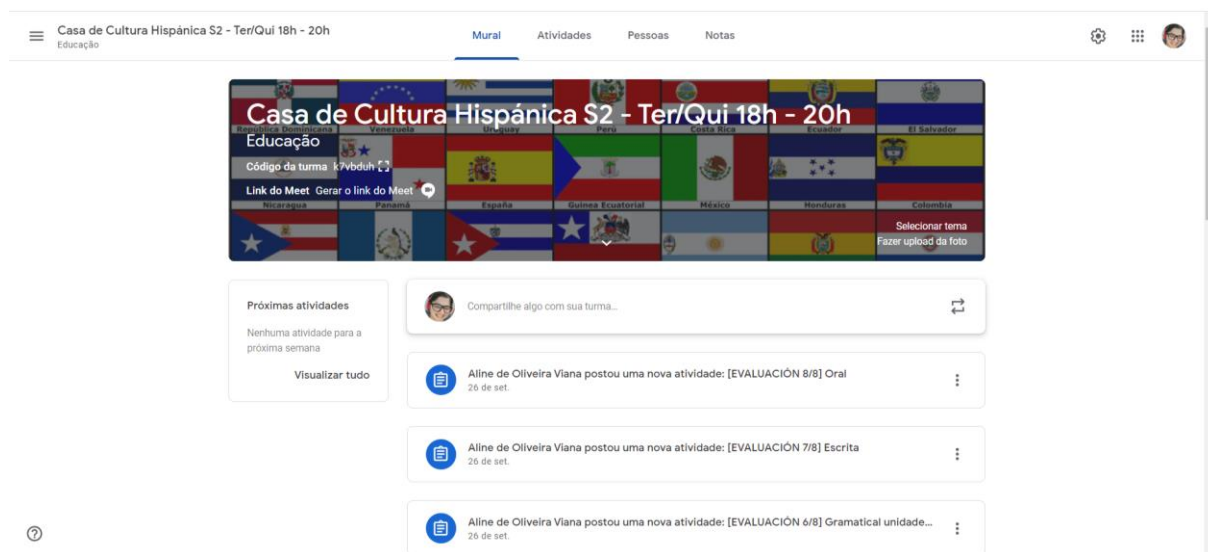 Casa de Cultura Hispánica S2 - Ter/Qui 18h - 20h
Educação
Mural
Atividades
Pessoas
Notas
Casa de Cultura Hispánica S2 - Ter/Qui 18h - 20h
República Dominicana Venezuela Uruguay Perú Costa Rica Ecuador El Salvador
Educação
Código da turma k7vbduh
Link do Meet Gerar o link do Meet
Nicaragua Panamá España Guinea Ecuatorial México Honduras Colombia
Selecionar tema
Fazer upload da foto
Próximas atividades
Nenhuma atividade para a
próxima semana
Visualizar tudo
Compartilhe algo com sua turma...
Aline de Oliveira Viana postou uma nova atividade: [EVALUACIÓN 8/8] Oral
26 de set.
Aline de Oliveira Viana postou uma nova atividade: [EVALUACIÓN 7/8] Escrita
26 de set.
Aline de Oliveira Viana postou uma nova atividade: [EVALUACIÓN 6/8] Gramatical unidade...
26 de set.